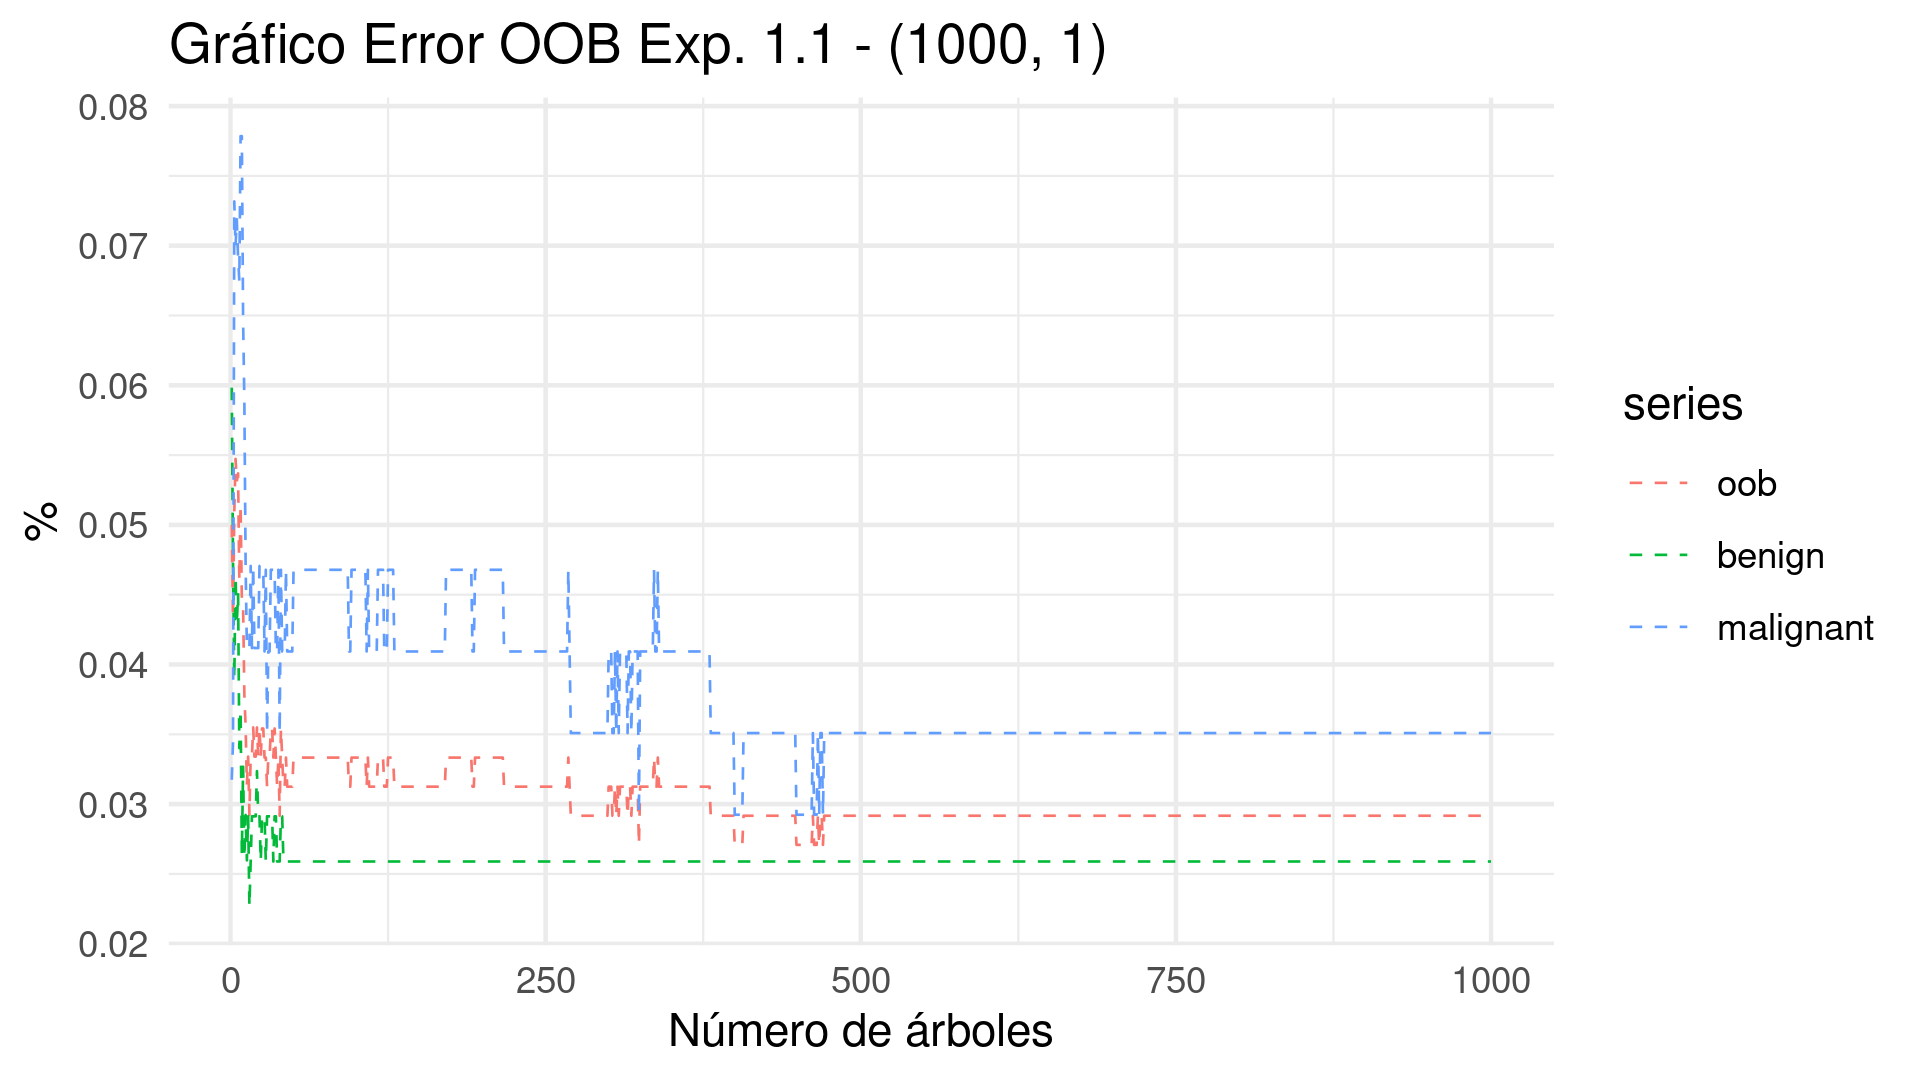 Gráfico Error OOB Exp. 1.1 - (1000, 1)
0.08
0.07
0.06
0.05
0.04
0.03
0.02
%
0 250 500 750 1000
Número de árboles
series
oob
benign
malignant